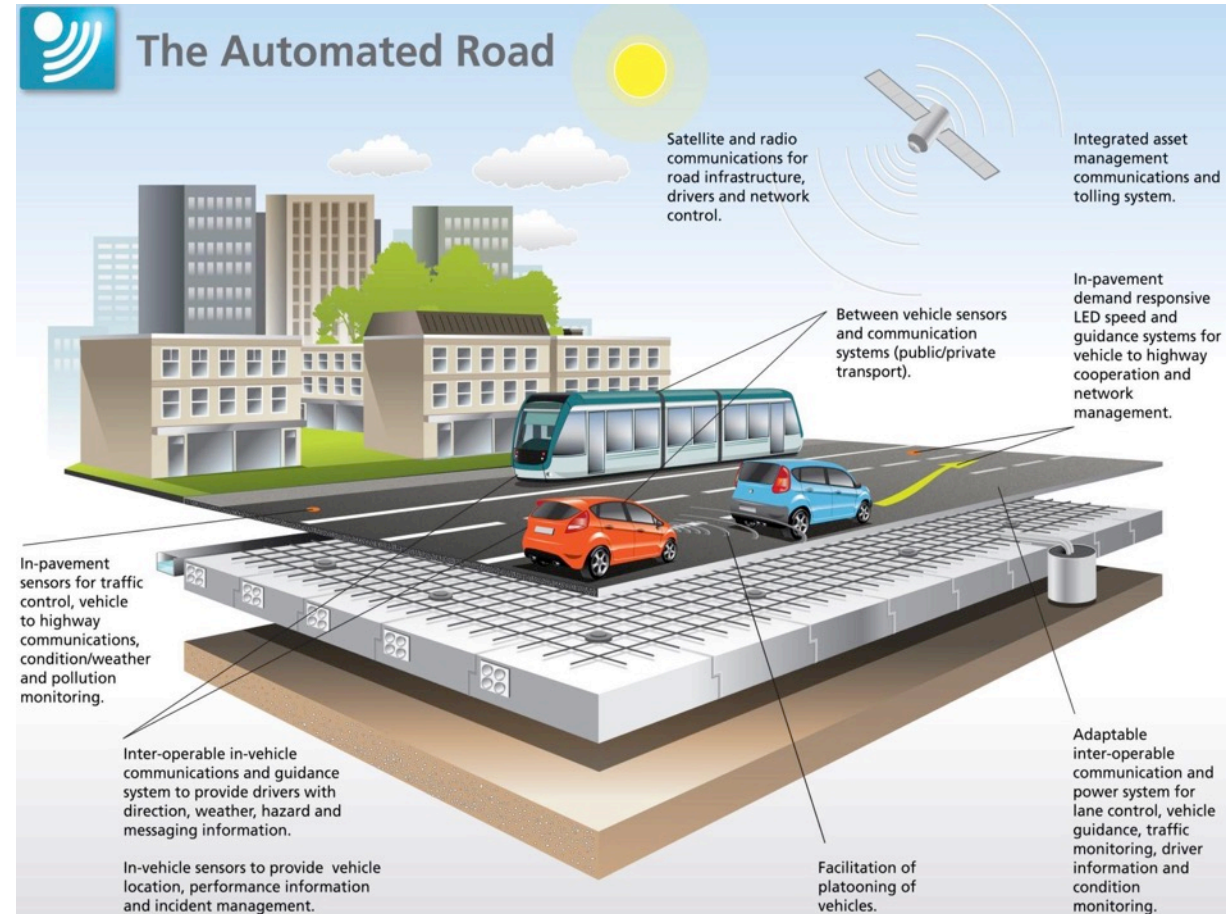 The Automated Road
Satellite and radio
communications for
road infrastructure,
drivers and network
control.
Integrated asset
management
communications and
tolling system.
Between vehicle sensors
and communication
systems (public/private
transport).
In-pavement
demand responsive
LED speed and
guidance systems for
vehicle to highway
cooperation and
network
management.
In-pavement
sensors for traffic
control, vehicle
to highway
communications,
condition/weather
and pollution
monitoring.
Inter-operable in-vehicle
communications and guidance
system to provide drivers with
direction, weather, hazard and
messaging information.
In-vehicle sensors to provide vehicle
location, performance information
and incident management.
Facilitation of
platooning of
vehicles.
Adaptable
inter-operable
communication and
power system for
lane control, vehicle
guidance, traffic
monitoring, driver
information and
condition
monitoring.